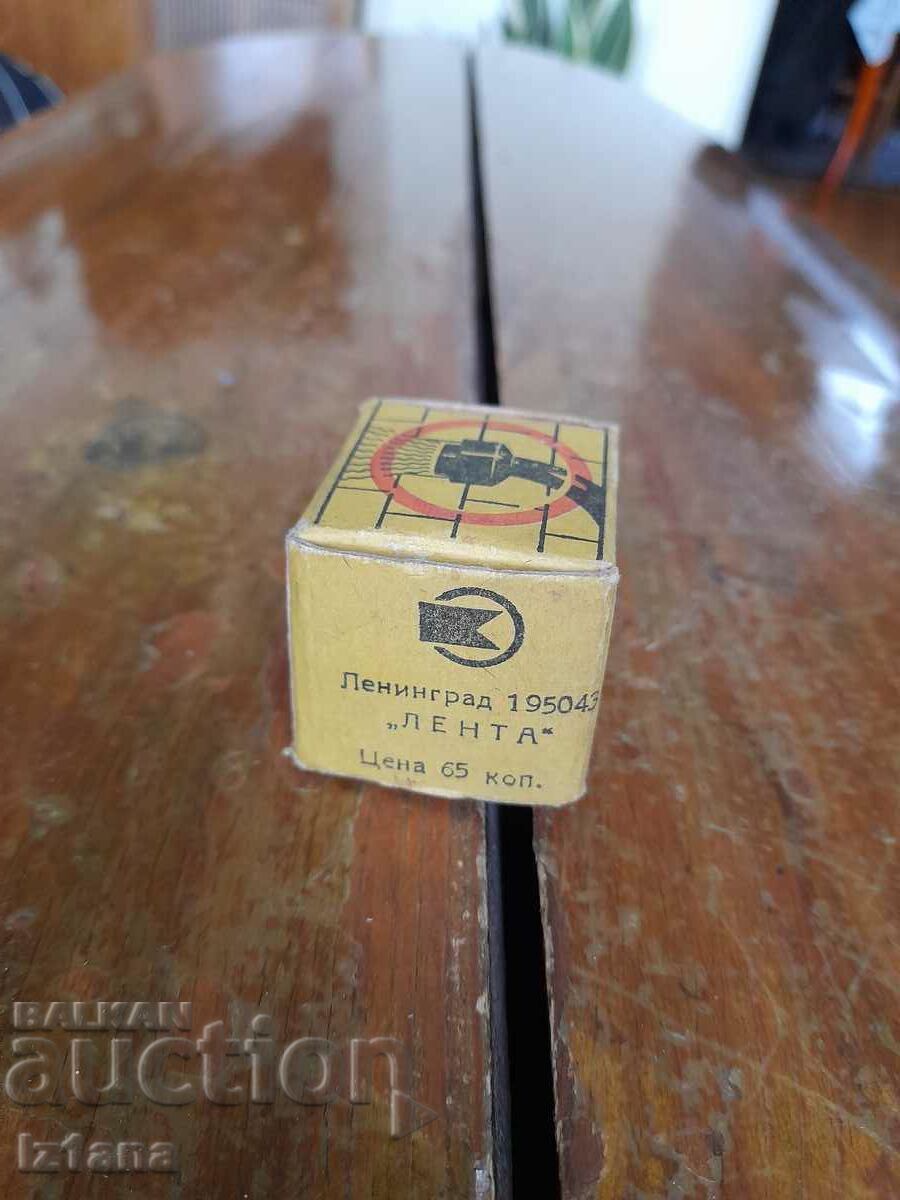 Ленинград 195043
„ЛЕНТА“
Цена 65 коп.
BALKAN
auction
Iz1ana